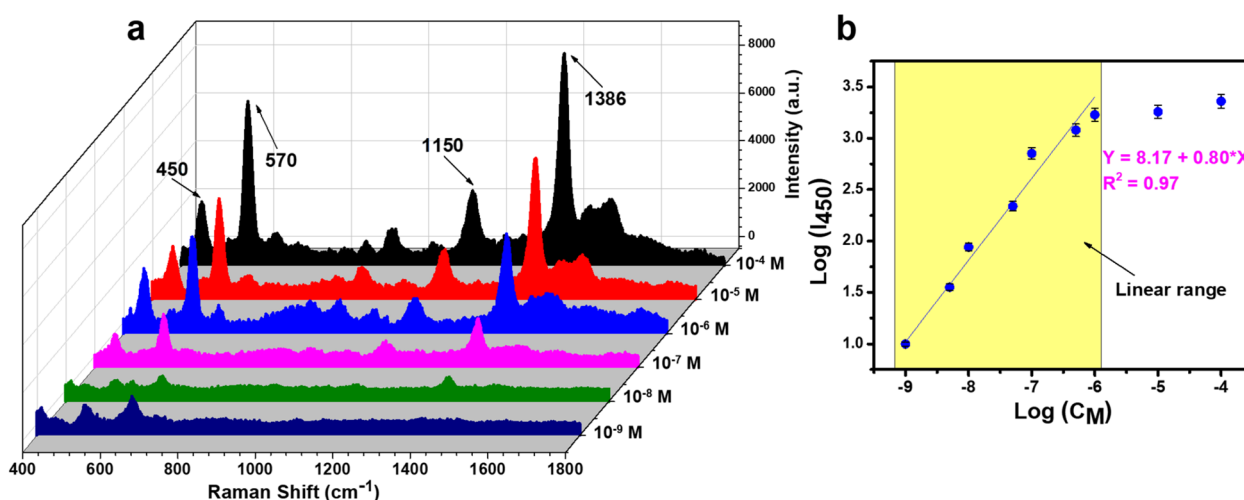 a
8000
6000
4000
2000
0
Intensity (a.u.)
450
570
1150
1386
10-4 M
10-5 M
10-6 M
10-7 M
10-8 M
10-9 M
400 600 800 1000 1200 1400 1600 1800
Raman Shift (cm-1)
b
3.5
3.0
2.5
2.0
1.5
1.0
Log (I450)
Y = 8.17 + 0.80*X
R2 = 0.97
Linear range
-9 -8 -7 -6 -5 -4
Log (CM)